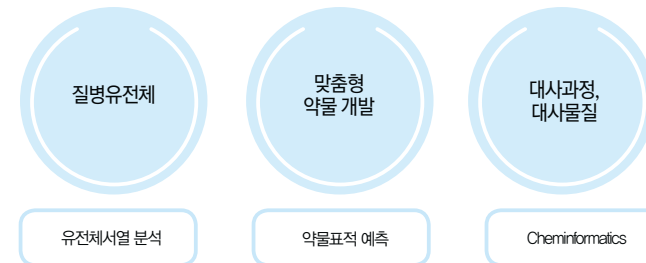 질병유전체
맞춤형
약물 개발
대사과정,
대사물질
유전체서열 분석
약물표적 예측
Cheminformatics